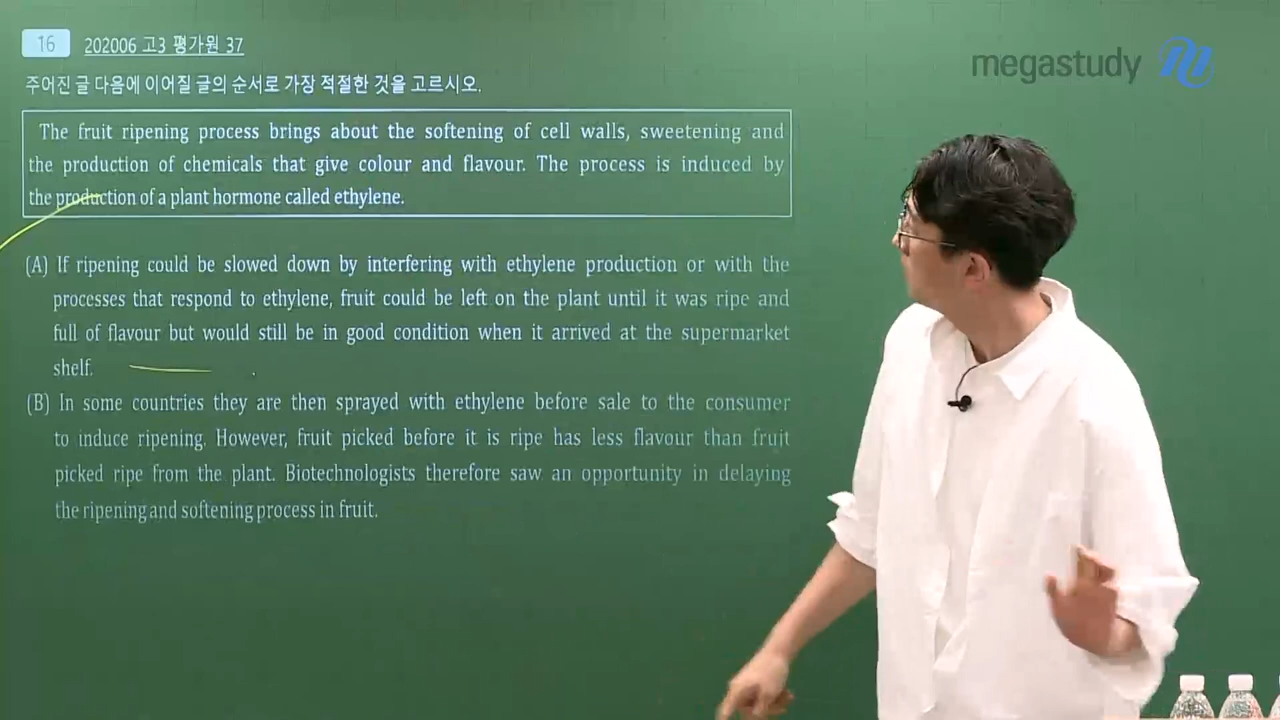 16
202006 고3 평가원 37
megastudy
주어진 글 다음에 이어질 글의 순서로 가장 적절한 것을 고르시오.
The fruit ripening process brings about the softening of cell walls, sweetening and
the production of chemicals that give colour and flavour. The process is induced by
the production of a plant hormone called ethylene.
(A) If ripening could be slowed down by interfering with ethylene production or with the
processes that respond to ethylene, fruit could be left on the plant until it was ripe and
full of flavour but would still be in good condition when it arrived at the supermarket
shelf.
(B) In some countries they are then sprayed with ethylene before sale to the consumer
to induce ripening. However, fruit picked before it is ripe has less flavour than fruit
picked ripe from the plant. Biotechnologists therefore saw an opportunity in delaying
the ripening and softening process in fruit.